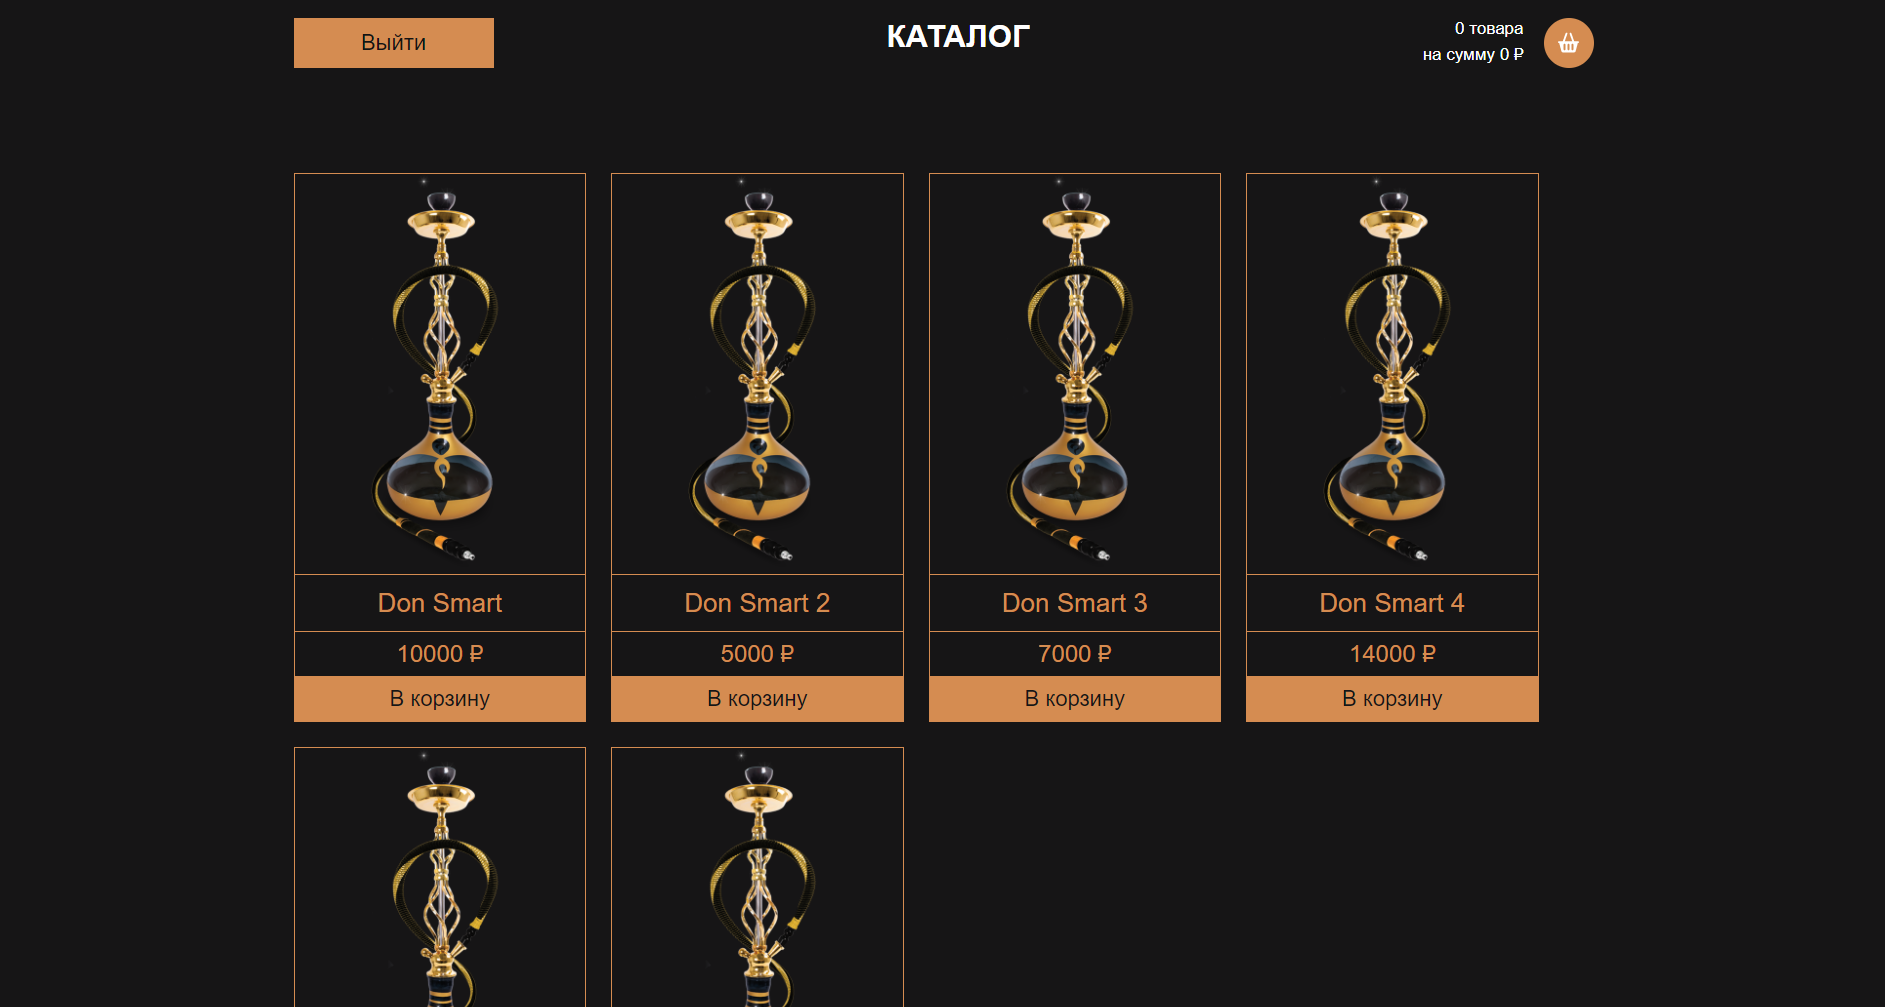 Выйти
КАТАЛОГ
0 товара
на сумму 0 ₽
Don Smart
Don Smart 2
Don Smart 3
Don Smart 4
10000 ₽
5000 ₽
7000 ₽
14000 ₽
В корзину
В корзину
В корзину
В корзину